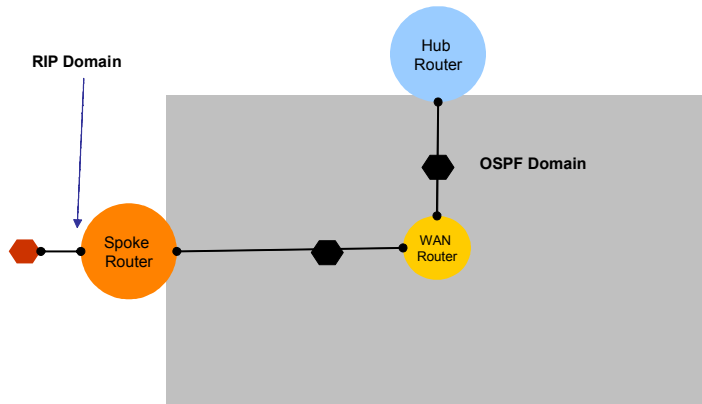 Hub
Router
RIP Domain
OSPF Domain
Spoke
Router
WAN
Router